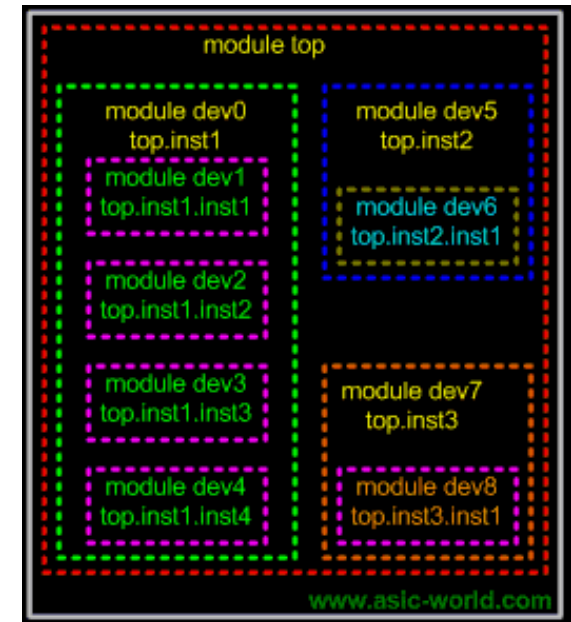 module top
module dev0
top.inst1
module dev1
top.inst1.inst1
module dev2
top.inst1.inst2
module dev3
top.inst1.inst3
module dev4
top.inst1.inst4
module dev5
top.inst2
module dev6
top.inst2.inst1
module dev7
top.inst3
module dev8
top.inst3.inst1
www.asic-world.com